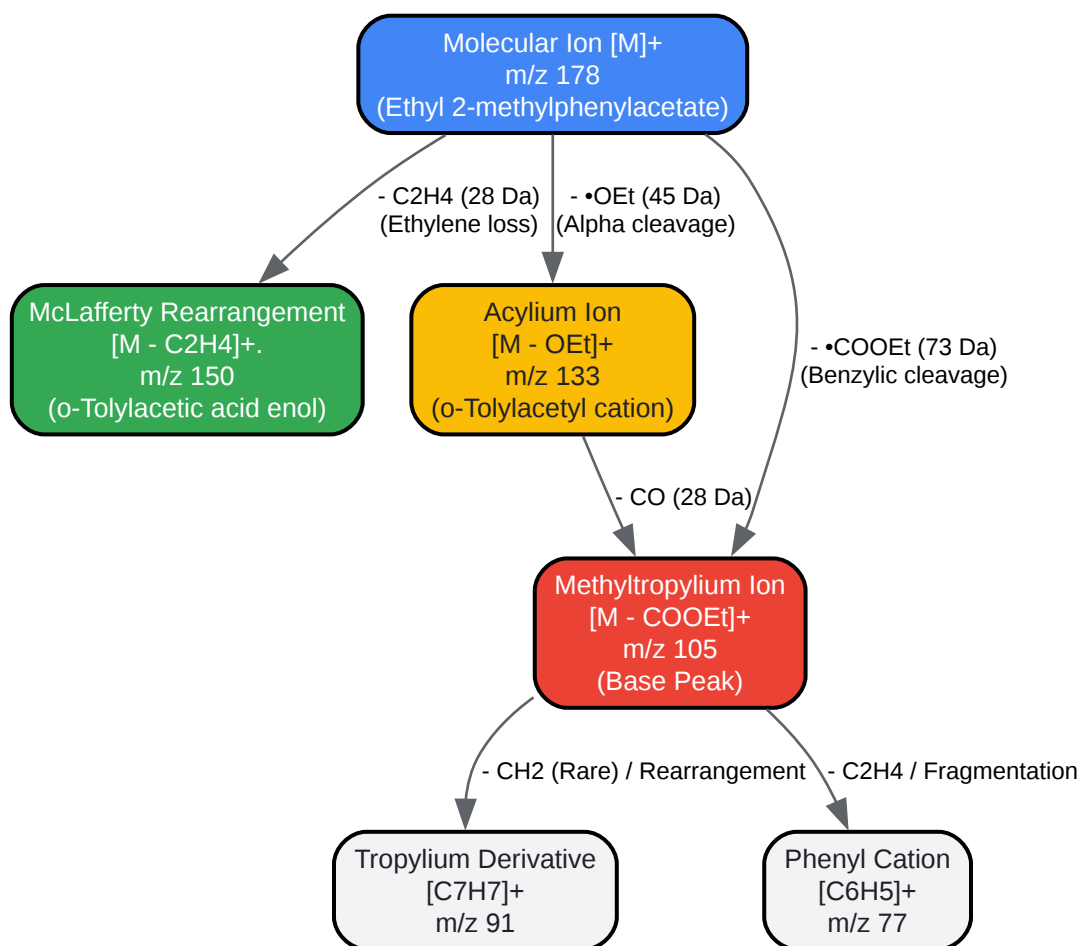 Molecular Ion [M]+
m/z 178
(Ethyl 2-methylphenylacetate)
- C2H4 (28 Da)
(Ethylene loss)
- •OEt (45 Da)
(Alpha cleavage)
- •COOEt (73 Da)
(Benzylic cleavage)
McLafferty Rearrangement
[M - C2H4]+.
m/z 150
(o-Tolylacetic acid enol)
Acylium Ion
[M - OEt]+
m/z 133
(o-Tolylacetyl cation)
- CO (28 Da)
Methyltropylium Ion
[M - COOEt]+
m/z 105
(Base Peak)
- CH2 (Rare) / Rearrangement
- C2H4 / Fragmentation
Tropylium Derivative
[C7H7]+
m/z 91
Phenyl Cation
[C6H5]+
m/z 77